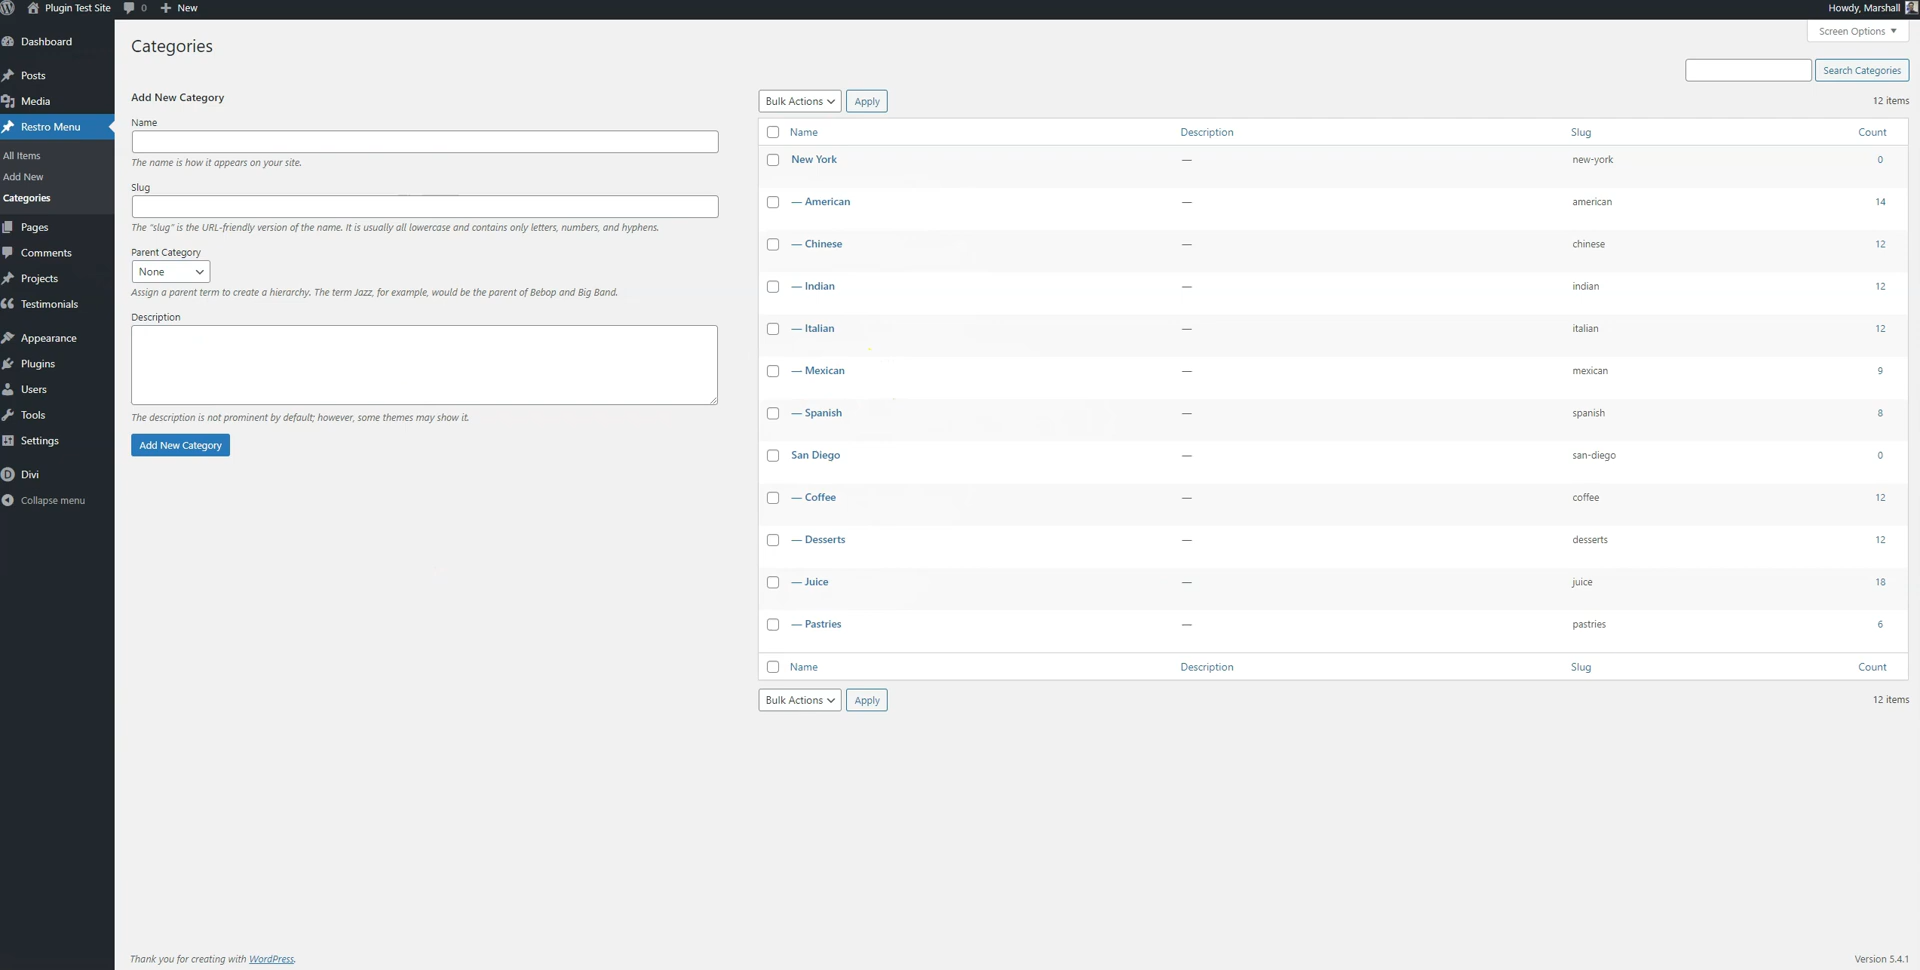 Plugin Test Site 0 New Howdy, Marshall
Dashboard
Posts
Media
Restro Menu
All Items
Add New
Categories
Pages
Comments
Projects
Testimonials
Appearance
Plugins
Users
Tools
Settings
Divi
Collapse menu
Categories
Screen Options
Search Categories
Add New Category
Name
The name is how it appears on your site.
Slug
The “slug” is the URL-friendly version of the name. It is usually all lowercase and contains only letters, numbers, and hyphens.
Parent Category
None
Assign a parent term to create a hierarchy. The term Jazz, for example, would be the parent of Bebop and Big Band.
Description
The description is not prominent by default; however, some themes may show it.
Add New Category
Bulk Actions Apply 12 items
Name Description Slug Count
New York — new-york 0
— American — american 14
— Chinese — chinese 12
— Indian — indian 12
— Italian — italian 12
— Mexican — mexican 9
— Spanish — spanish 8
San Diego — san-diego 0
— Coffee — coffee 12
— Desserts — desserts 12
— Juice — juice 18
— Pastries — pastries 6
Name Description Slug Count
Bulk Actions Apply 12 items
Thank you for creating with WordPress. Version 5.4.1